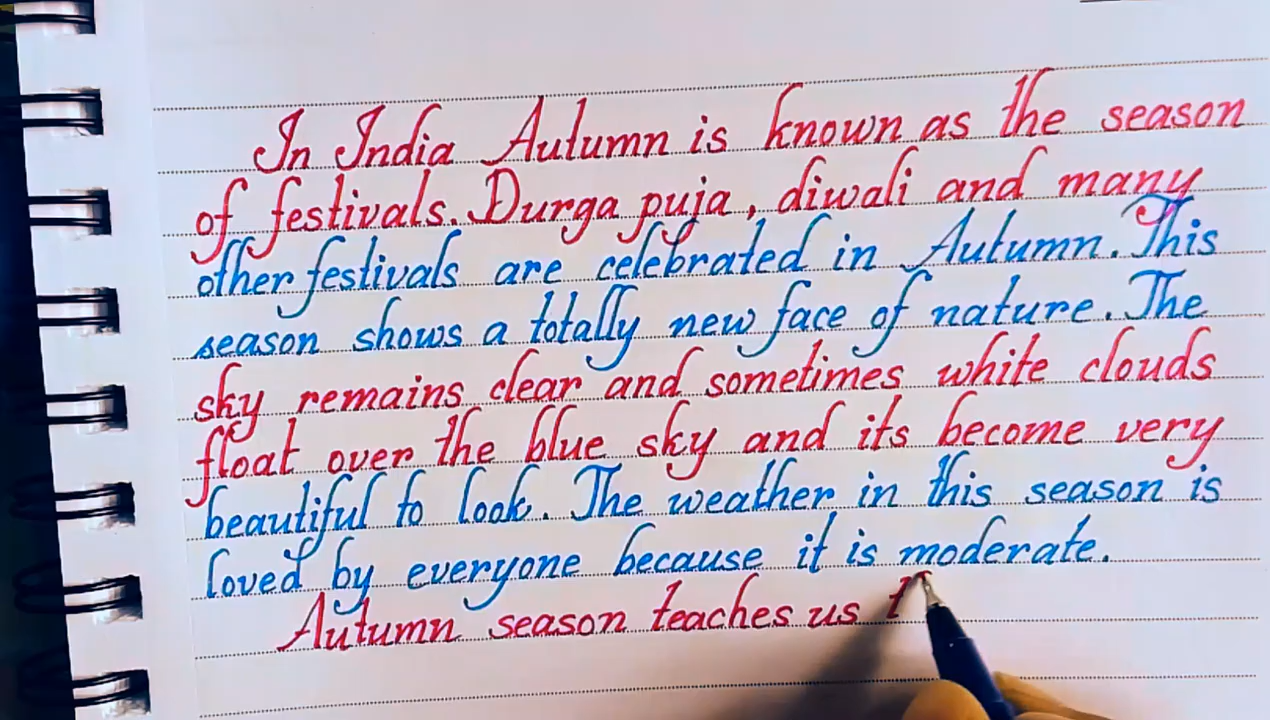 In India Autumn is known as the season
of festivals. Durga puja, diwali and many
other festivals are celebrated in Autumn. This
season shows a totally new face of nature. The
sky remains clear and sometimes white clouds
float over the blue sky and its become very
beautiful to look. The weather in this season is
loved by everyone because it is moderate.
Autumn season teaches us